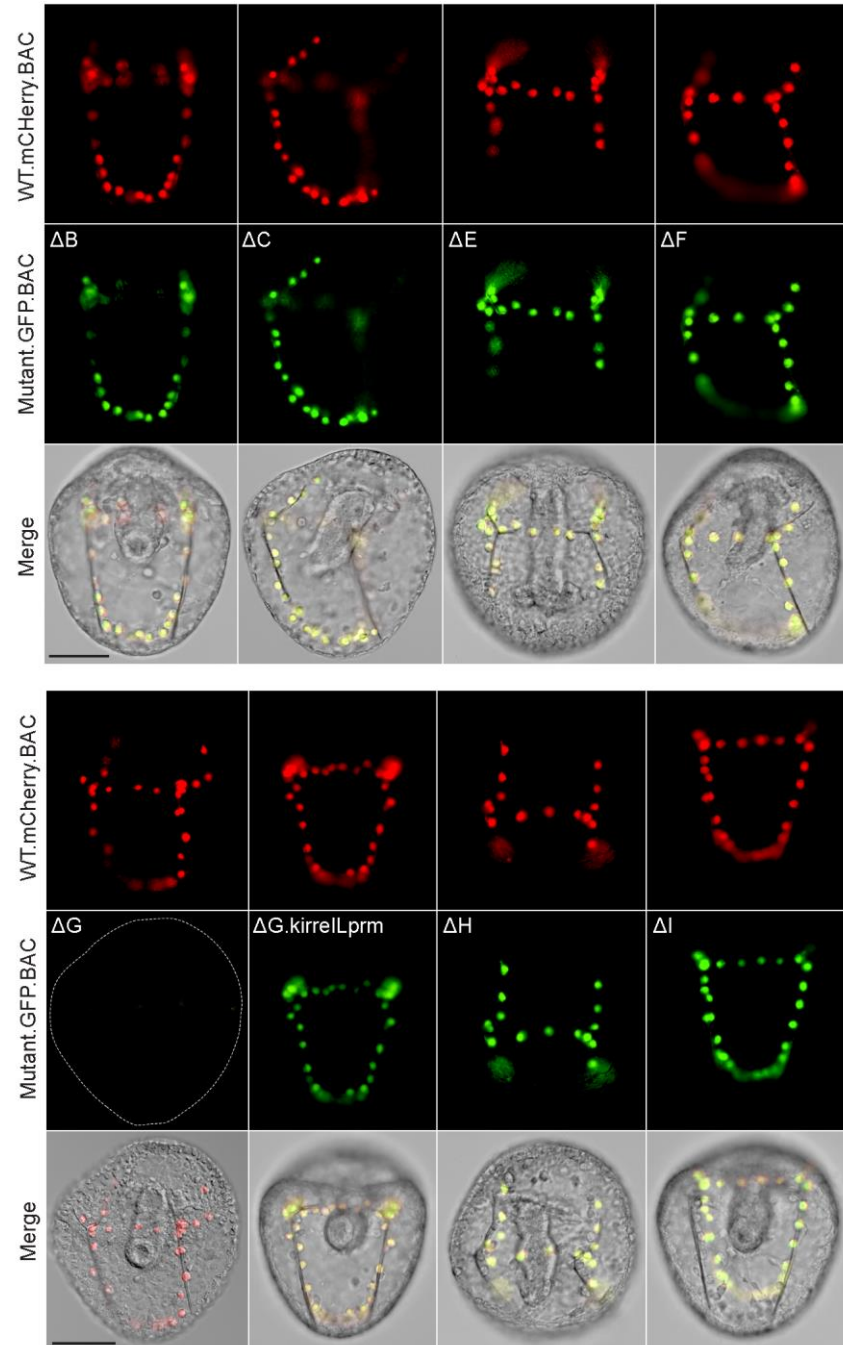 WT.mCherry.BAC
Mutant.GFP.BAC
ΔB
ΔC
ΔE
ΔF
Merge
WT.mCherry.BAC
Mutant.GFP.BAC
ΔG
ΔG.kirrelLprm
ΔH
ΔI
Merge